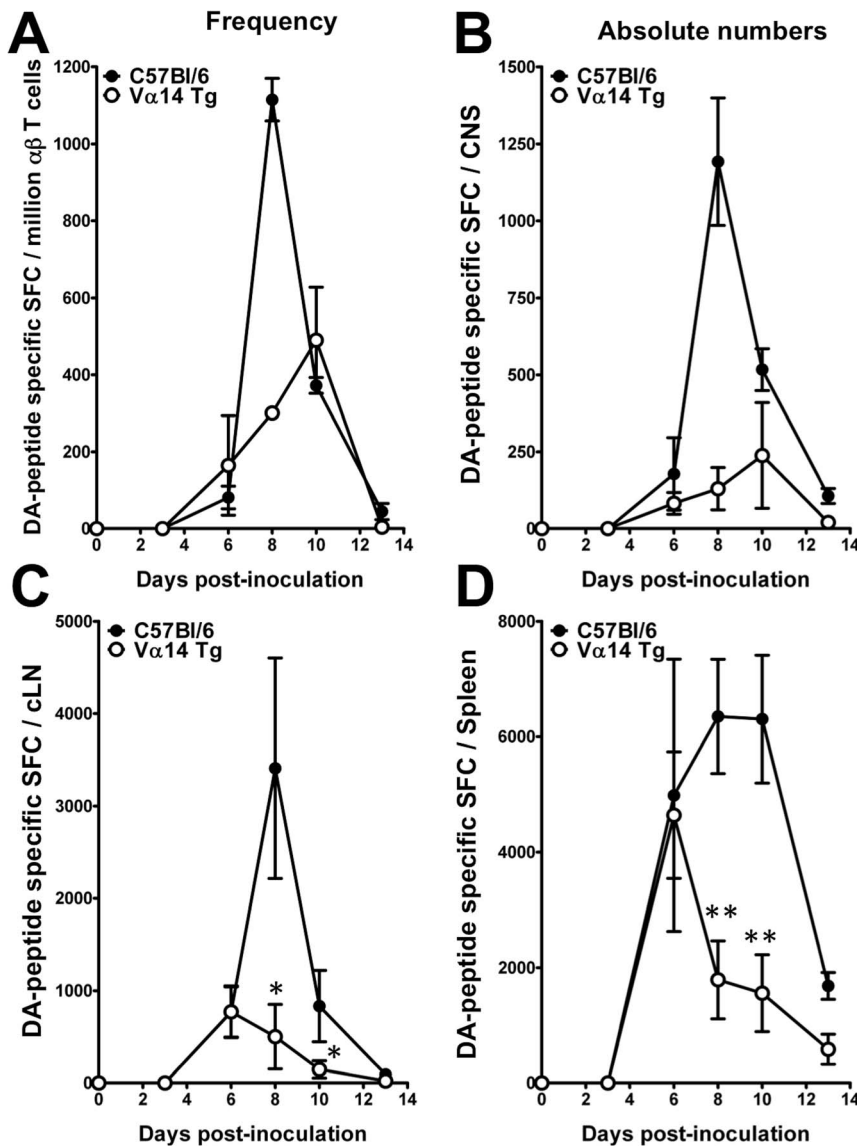 A
Frequency
DA-peptide specific SFC / million αβ T cells
C57Bl/6
Vα14 Tg
1200
1000
800
600
400
200
0
0 2 4 6 8 10 12 14
Days post-inoculation
B
Absolute numbers
DA-peptide specific SFC / CNS
C57Bl/6
Vα14 Tg
1500
1250
1000
750
500
250
0
0 2 4 6 8 10 12 14
Days post-inoculation
C
DA-peptide specific SFC / cLN
C57Bl/6
Vα14 Tg
5000
4000
3000
2000
1000
0
*
*
0 2 4 6 8 10 12 14
Days post-inoculation
D
DA-peptide specific SFC / Spleen
C57Bl/6
Vα14 Tg
8000
6000
4000
2000
0
**
**
0 2 4 6 8 10 12 14
Days post-inoculation